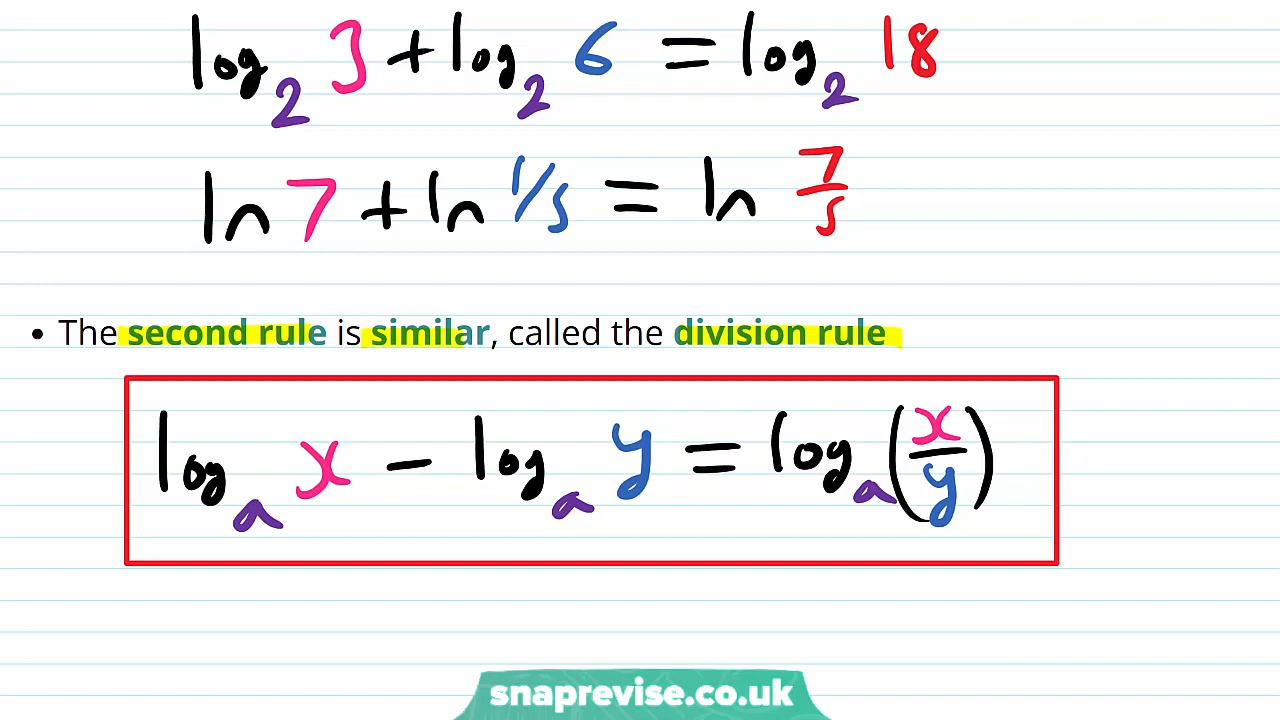 log₂ 3 + log₂ 6 = log₂ 18
ln 7 + ln 1/5 = ln 7/5
• The second rule is similar, called the division rule
logₐ x − logₐ y = logₐ (x/y)
snaprevise.co.uk